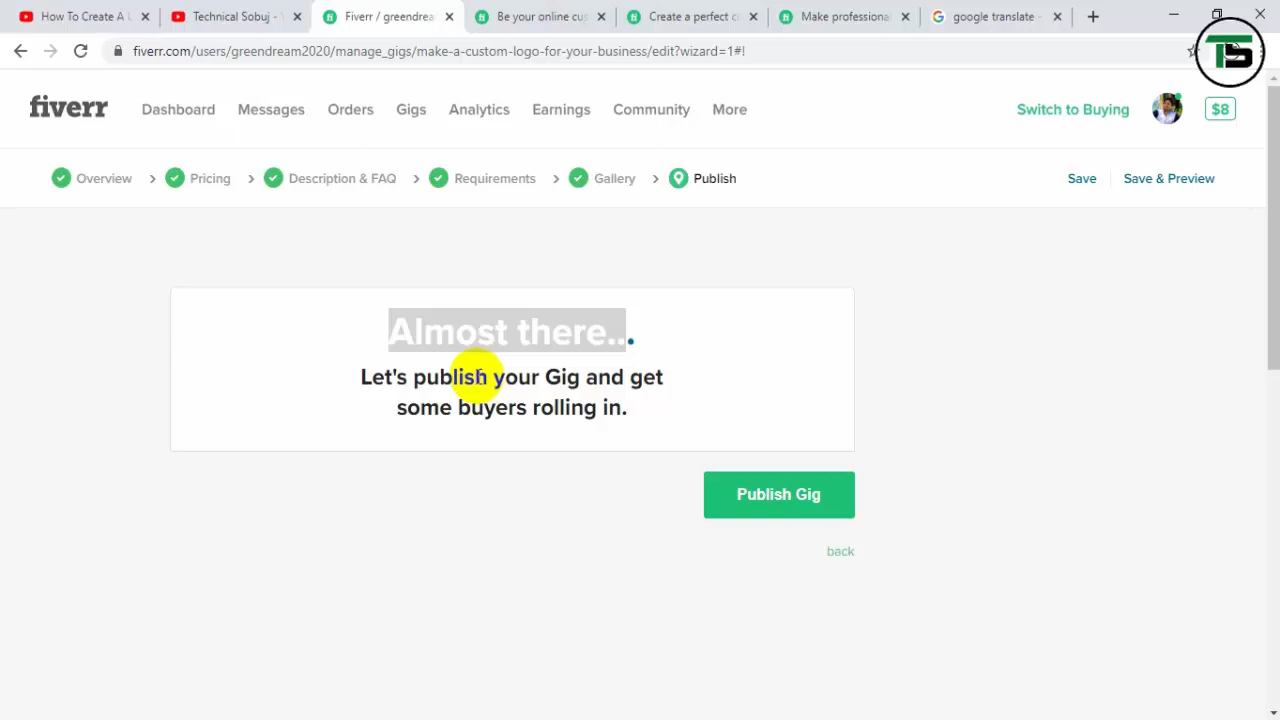 How To Create A U
Technical Sobuj -
Fiverr / greendrea
Be your online cu
Create a perfect c
Make professional
google translate -
fiverr.com/users/greendream2020/manage_gigs/make-a-custom-logo-for-your-business/edit?wizard=1#!
TS
fiverr Dashboard Messages Orders Gigs Analytics Earnings Community More Switch to Buying $8
Overview Pricing Description & FAQ Requirements Gallery Publish Save Save & Preview
Almost there...
Let's publish your Gig and get
some buyers rolling in.
Publish Gig
back